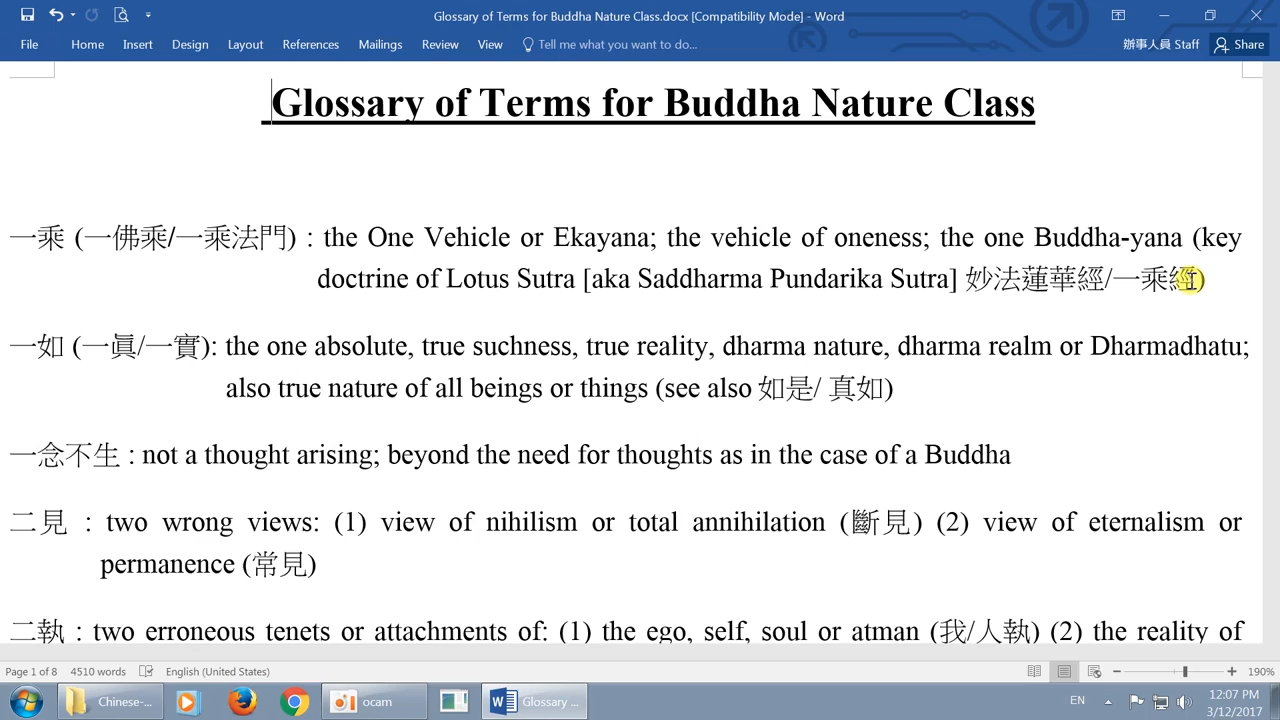 Glossary of Terms for Buddha Nature Class.docx [Compatibility Mode] - Word
File Home Insert Design Layout References Mailings Review View Tell me what you want to do... 辦事人員 Staff Share
Glossary of Terms for Buddha Nature Class
一乘 (一佛乘/一乘法門) : the One Vehicle or Ekayana; the vehicle of oneness; the one Buddha-yana (key
doctrine of Lotus Sutra [aka Saddharma Pundarika Sutra] 妙法蓮華經/一乘經)
一如 (一眞/一實): the one absolute, true suchness, true reality, dharma nature, dharma realm or Dharmadhatu;
also true nature of all beings or things (see also 如是/ 真如)
一念不生 : not a thought arising; beyond the need for thoughts as in the case of a Buddha
二見 : two wrong views: (1) view of nihilism or total annihilation (斷見) (2) view of eternalism or
permanence (常見)
二執 : two erroneous tenets or attachments of: (1) the ego, self, soul or atman (我/人執) (2) the reality of
Page 1 of 8 4510 words English (United States) 190%
Chinese-... ocam Glossary ... EN 12:07 PM
3/12/2017